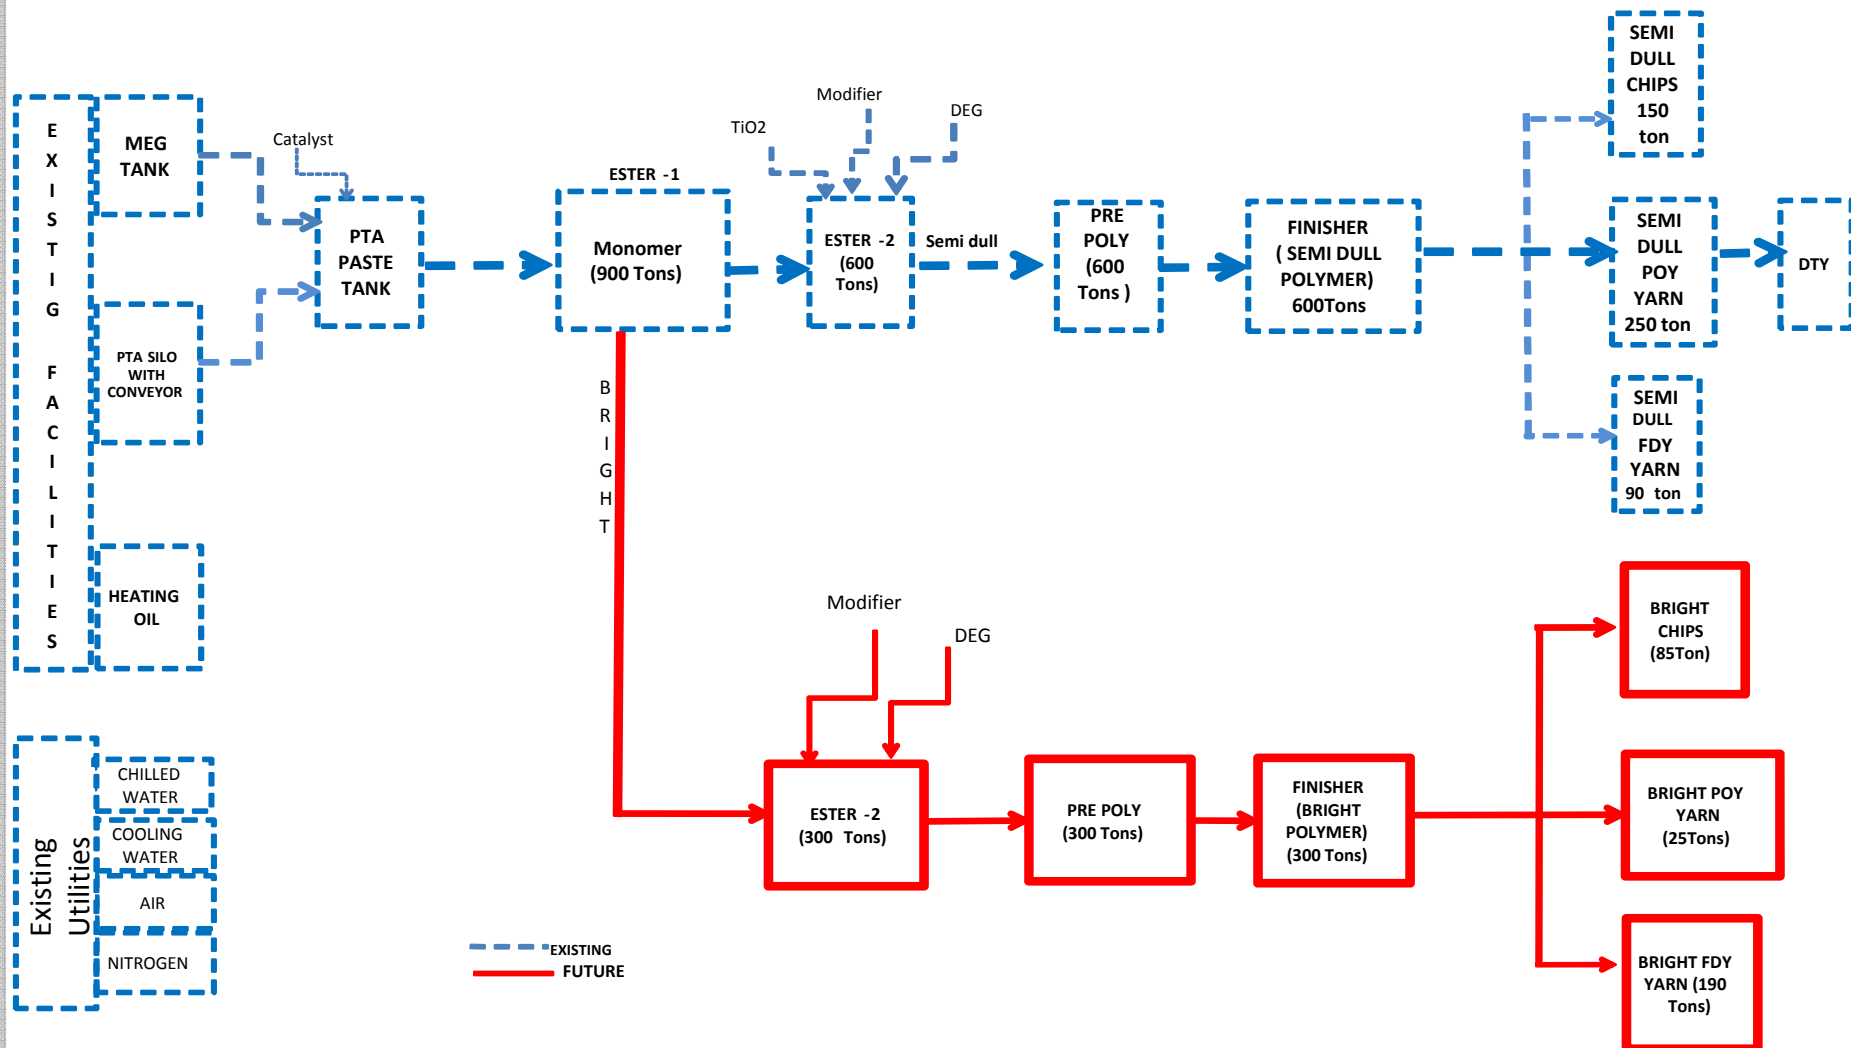 EXISTIG FACILITIES
MEG
TANK
PTA SILO
WITH
CONVEYOR
HEATING
OIL
Catalyst
PTA
PASTE
TANK
ESTER -1
Monomer
(900 Tons)
TiO2
Modifier
DEG
ESTER -2
(600
Tons)
Semi dull
PRE
POLY
(600
Tons )
FINISHER
( SEMI DULL
POLYMER)
600Tons
SEMI
DULL
CHIPS
150
ton
SEMI
DULL
POY
YARN
250 ton
DTY
SEMI
DULL
FDY
YARN
90 ton
BRIGHT
Modifier
DEG
ESTER -2
(300 Tons)
PRE POLY
(300 Tons)
FINISHER
(BRIGHT
POLYMER)
(300 Tons)
BRIGHT
CHIPS
(85Ton)
BRIGHT POY
YARN
(25Tons)
BRIGHT FDY
YARN (190
Tons)
Existing
Utilities
CHILLED
WATER
COOLING
WATER
AIR
NITROGEN
EXISTING
FUTURE